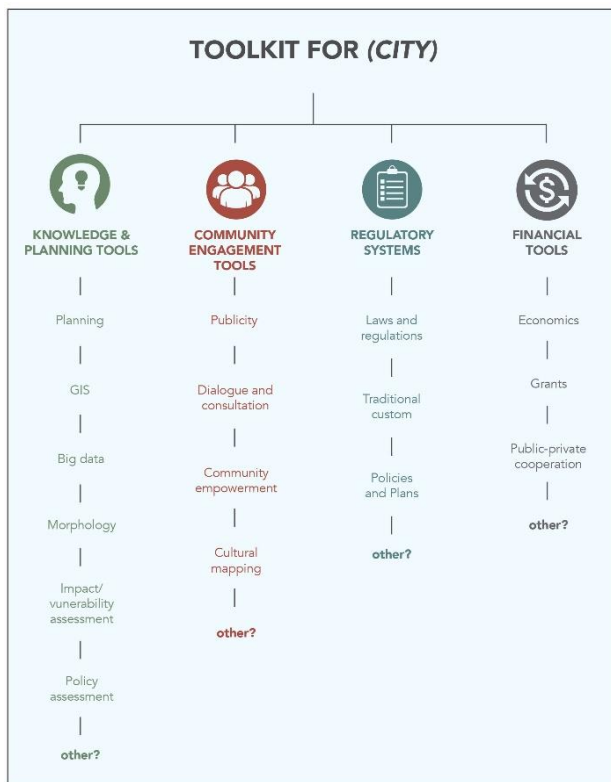 TOOLKIT FOR (CITY)
KNOWLEDGE &
PLANNING TOOLS
Planning
GIS
Big data
Morphology
Impact/
vunerability
assessment
Policy
assessment
other?
COMMUNITY
ENGAGEMENT
TOOLS
Publicity
Dialogue and
consultation
Community
empowerment
Cultural
mapping
other?
REGULATORY
SYSTEMS
Laws and
regulations
Traditional
custom
Policies
and Plans
other?
$
FINANCIAL
TOOLS
Economics
Grants
Public-private
cooperation
other?